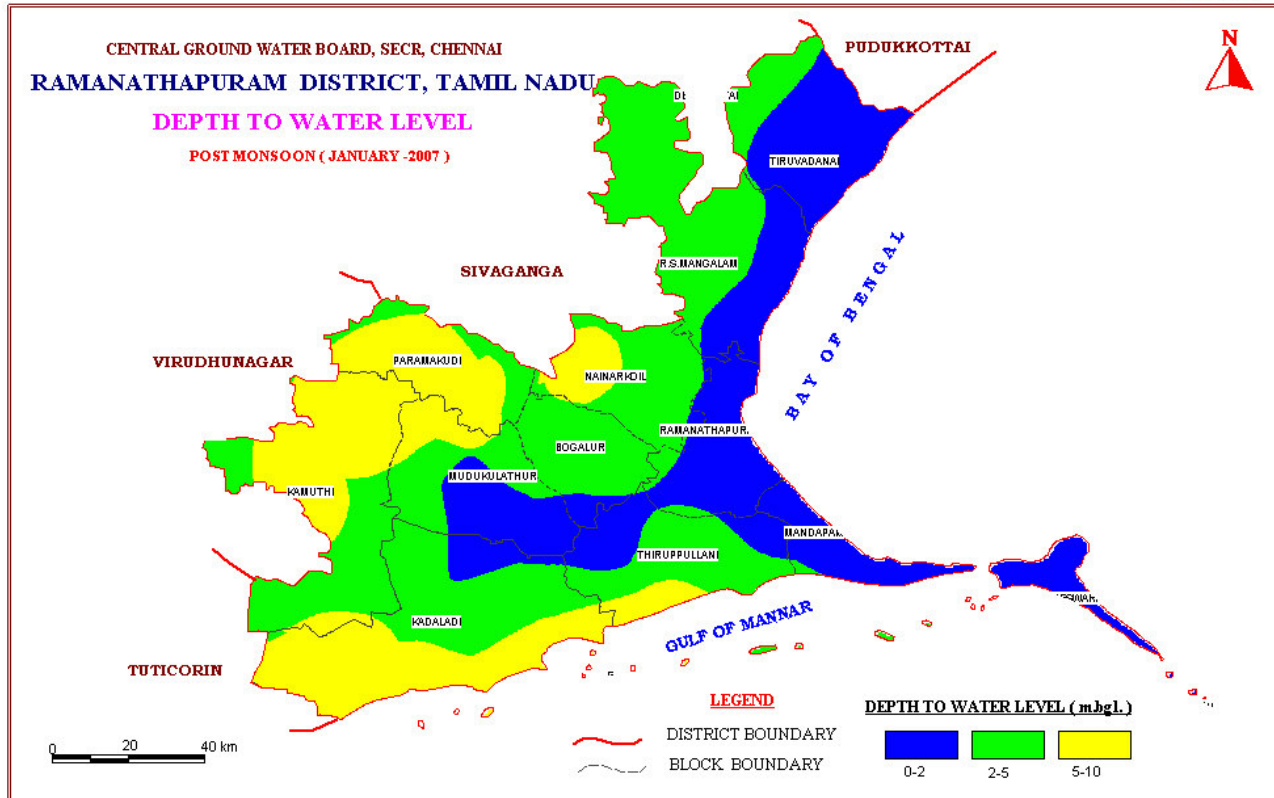 CENTRAL GROUND WATER BOARD, SECR, CHENNAI
RAMANATHAPURAM DISTRICT, TAMIL NADU
DEPTH TO WATER LEVEL
POST MONSOON ( JANUARY -2007 )
PUDUKKOTTAI
N
TIRUVADANAI
R.S.MANGALAM
SIVAGANGA
BAY OF BENGAL
VIRUDHUNAGAR
PARAMAKUDI
NAINARKOIL
RAMANATHAPUR.
BOGALUR
MUDUKULATHUR
KAMUTHI
MANDAPAM
THIRUPPULLANI
KADALADI
GULF OF MANNAR
TUTICORIN
LEGEND
DISTRICT BOUNDARY
BLOCK BOUNDARY
DEPTH TO WATER LEVEL ( m.bgl. )
0-2
2-5
5-10
0
20
40 km